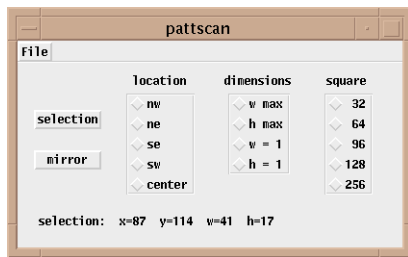 pattscan
File
location dimensions square
nw w max 32
selection ne h max 64
se w = 1 96
mirror sw h = 1 128
center 256
selection: x=87 y=114 w=41 h=17